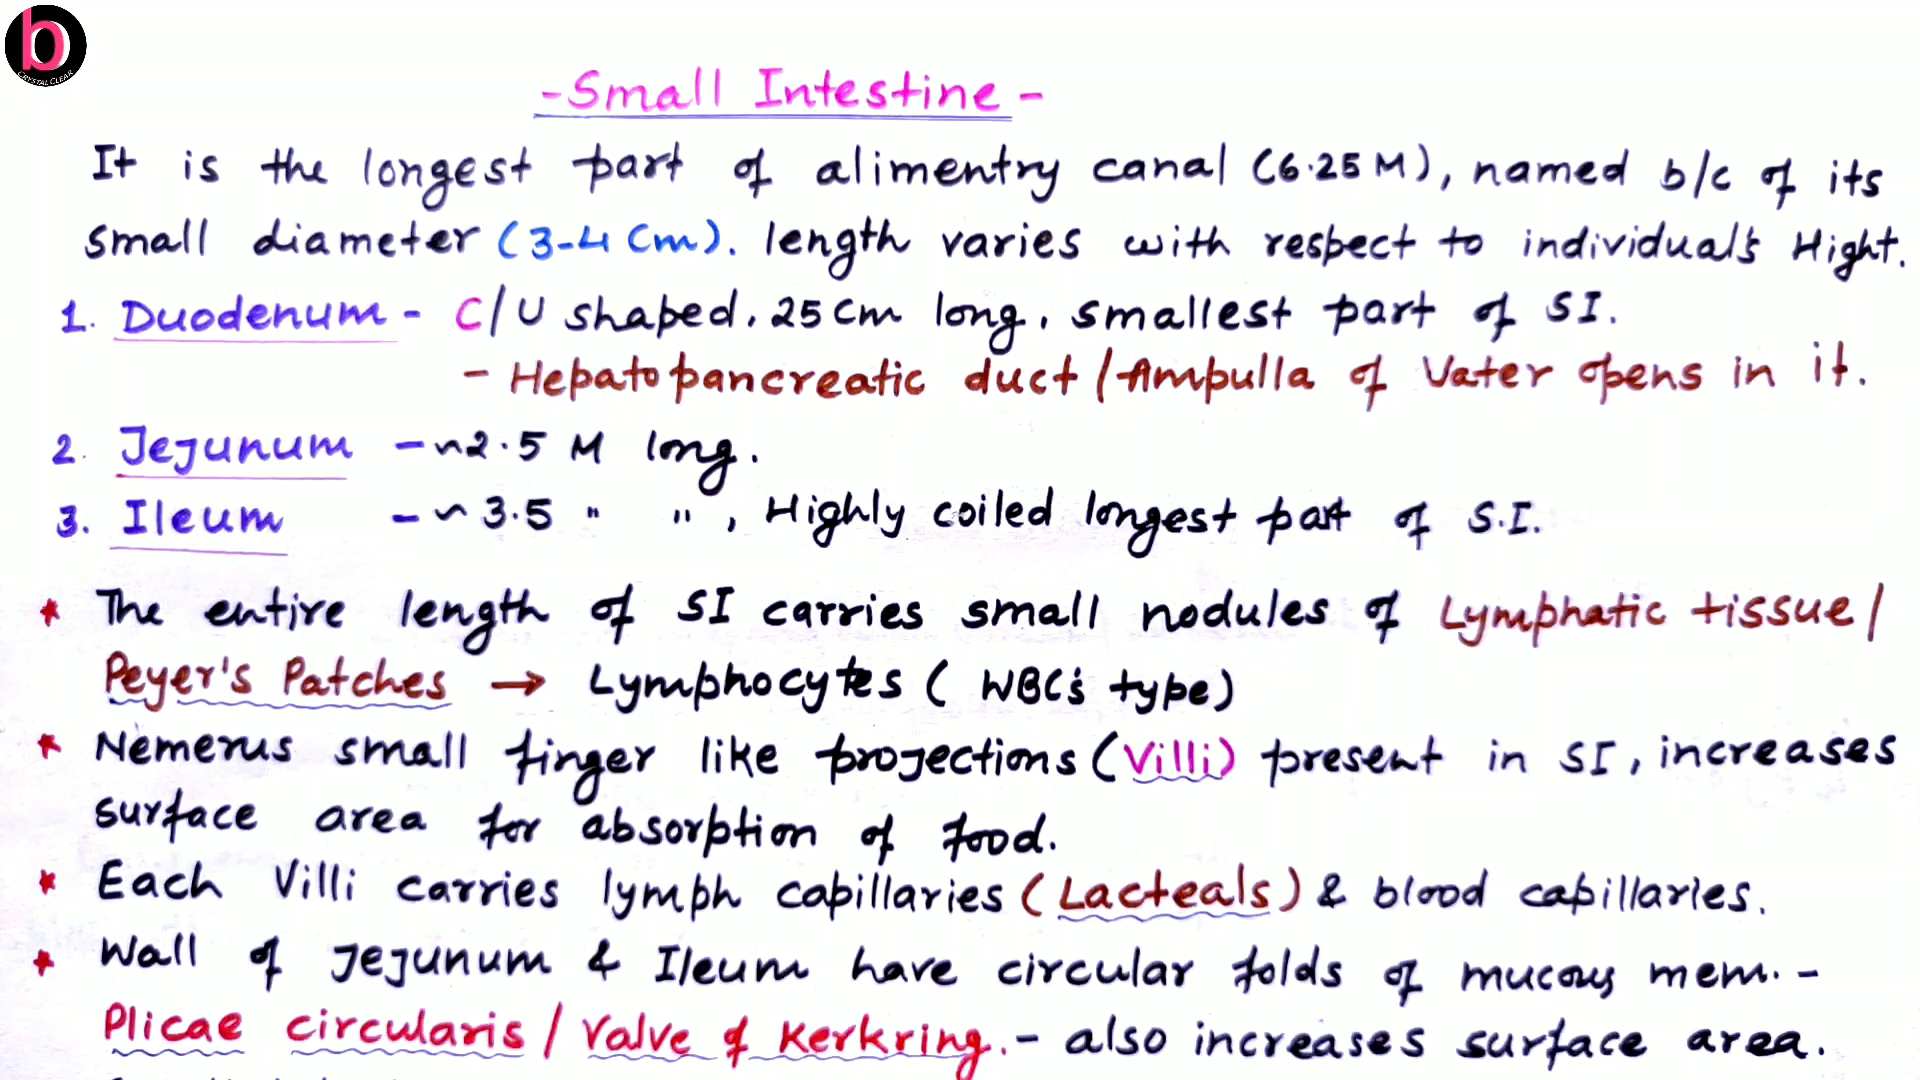 b
CRYSTAL CLEAR
-Small Intestine-
It is the longest part of alimentry canal (6.25M), named b/c of its
small diameter (3-4 Cm). length varies with respect to individual's Hight.
1. Duodenum - C/U shaped. 25 Cm long. smallest part of SI.
- Hepatopancreatic duct/Ampulla of Vater opens in it.
2. Jejunum - ~2.5 M long.
3. Ileum - ~ 3.5 " ", Highly coiled longest part of S.I.
* The entire length of SI carries small nodules of Lymphatic tissue/
Peyer's Patches → Lymphocytes ( WBC's type)
* Nemerus small finger like projections (Villi) present in SI, increases
surface area for absorption of food.
* Each Villi carries lymph capillaries (Lacteals) & blood capillaries.
* Wall of Jejunum & Ileum have circular folds of mucous mem. -
Plicae circularis / Valve of Kerkring. - also increases surface area.